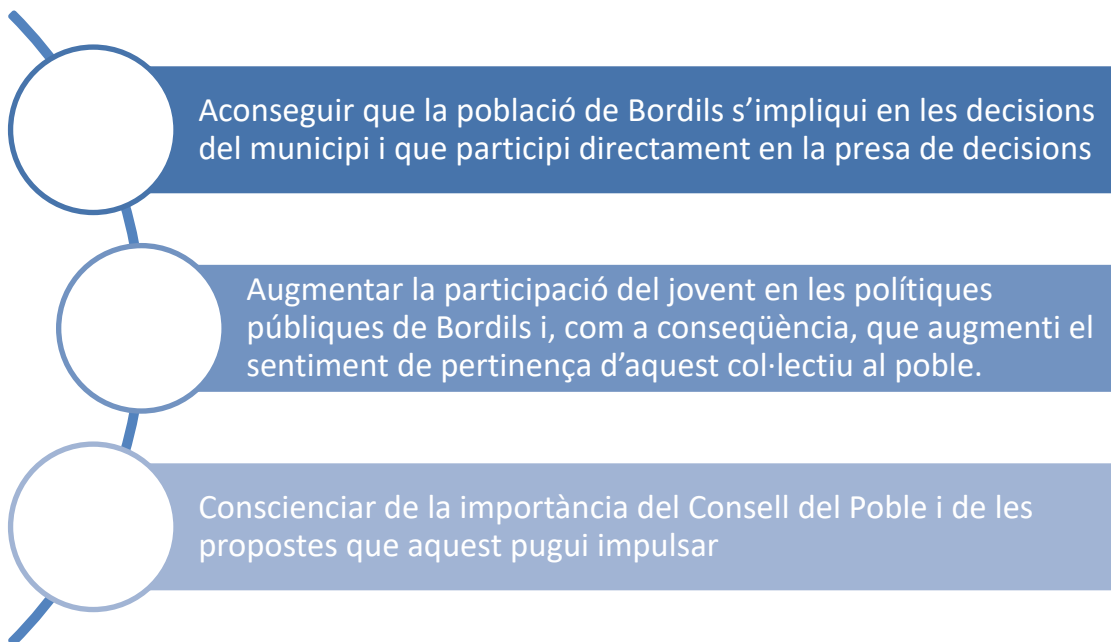 Aconseguir que la població de Bordils s’impliqui en les decisions
del municipi i que participi directament en la presa de decisions
Augmentar la participació del jovent en les polítiques
públiques de Bordils i, com a conseqüència, que augmenti el
sentiment de pertinença d’aquest col·lectiu al poble.
Conscienciar de la importància del Consell del Poble i de les
propostes que aquest pugui impulsar